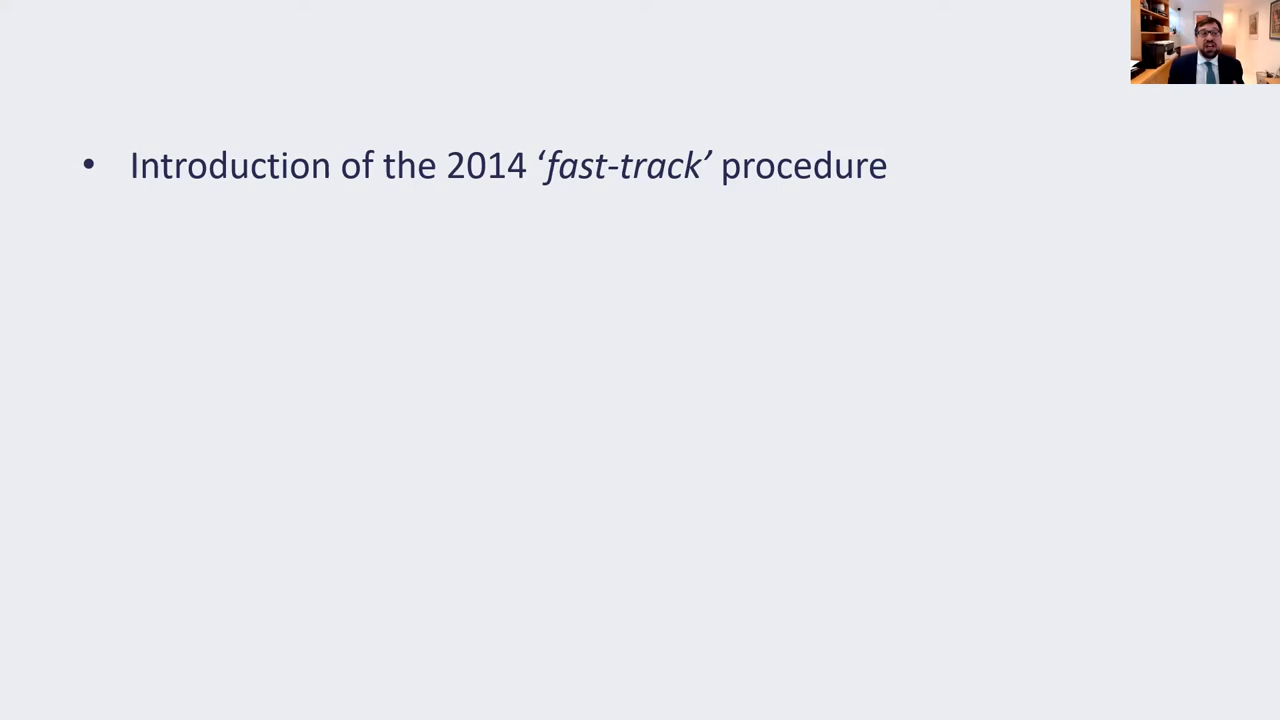 • Introduction of the 2014 ‘fast-track’ procedure